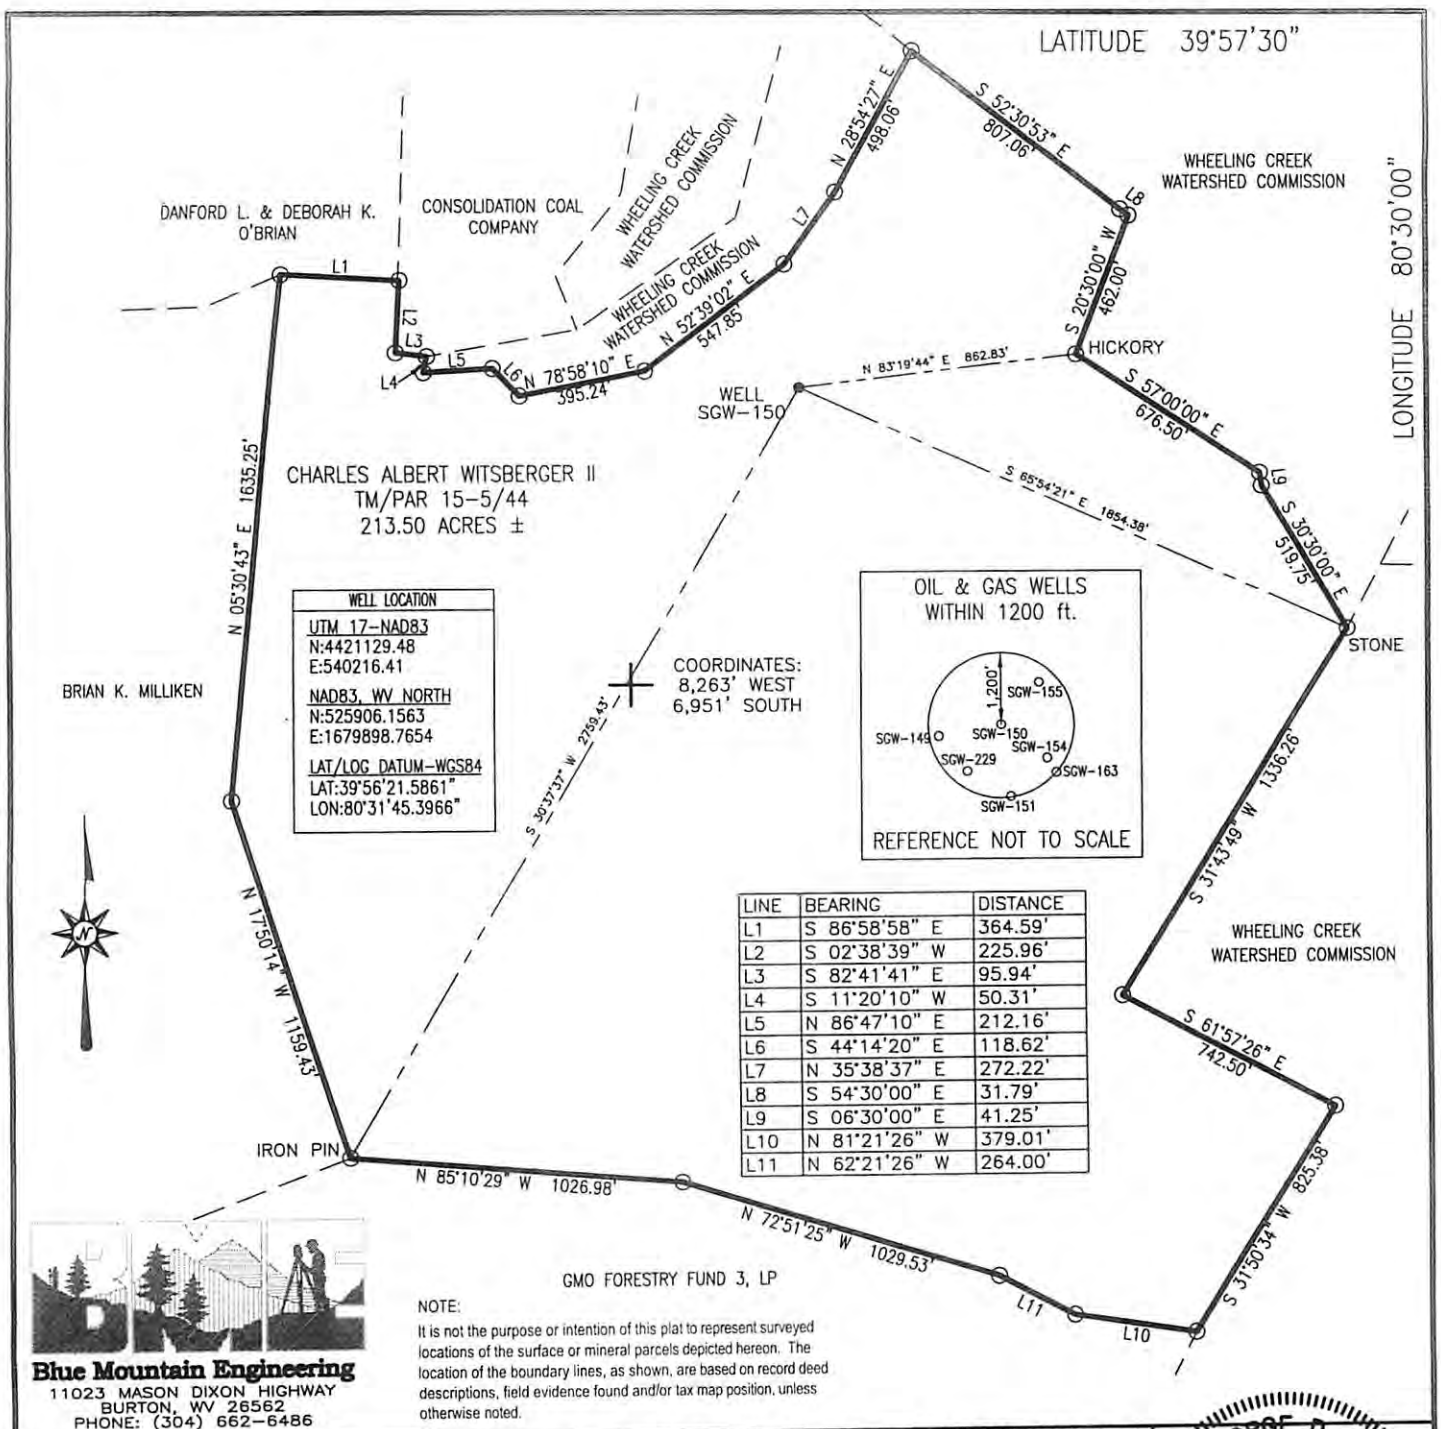 LATITUDE 39°57'30"
LONGITUDE 80°30'00"
S 52°30'53" E
807.06'
N 28°54'27" E
498.06'
L8
WHEELING CREEK
WATERSHED COMMISSION
WHEELING CREEK
WATERSHED COMMISSION
DANFORD L. & DEBORAH K.
O'BRIAN
CONSOLIDATION COAL
COMPANY
L7
S 20°30'00" W
462.00'
WHEELING CREEK
WATERSHED COMMISSION
L1
L2
L3
L4
L5
L6
N 52°39'02" E
547.85'
N 78°58'10" E
395.24'
HICKORY
N 83°19'44" E 862.83'
WELL
SGW-150
S 57°00'00" E
676.50'
S 65°54'21" E 1854.38'
L9
S 30°30'00" E
519.75'
N 05°30'43" E 1635.25'
CHARLES ALBERT WITSBERGER II
TM/PAR 15-5/44
213.50 ACRES ±
WELL LOCATION
UTM 17-NAD83
N:4421129.48
E:540216.41
NAD83, WV NORTH
N:525906.1563
E:1679898.7654
LAT/LOG DATUM-WGS84
LAT:39°56'21.5861"
LON:80°31'45.3966"
OIL & GAS WELLS
WITHIN 1200 ft.
1,200'
SGW-155
SGW-150
SGW-149
SGW-154
SGW-229
SGW-163
SGW-151
REFERENCE NOT TO SCALE
STONE
BRIAN K. MILLIKEN
COORDINATES:
8,263' WEST
6,951' SOUTH
S 30°37'37" W 2759.43'
S 31°43'49" W 1336.26'
N
N 17°50'14" W 1159.43'
LINE BEARING DISTANCE
L1 S 86°58'58" E 364.59'
L2 S 02°38'39" W 225.96'
L3 S 82°41'41" E 95.94'
L4 S 11°20'10" W 50.31'
L5 N 86°47'10" E 212.16'
L6 S 44°14'20" E 118.62'
L7 N 35°38'37" E 272.22'
L8 S 54°30'00" E 31.79'
L9 S 06°30'00" E 41.25'
L10 N 81°21'26" W 379.01'
L11 N 62°21'26" W 264.00'
WHEELING CREEK
WATERSHED COMMISSION
S 61°57'26" E
742.50'
S 31°50'34" W 825.38'
IRON PIN
N 85°10'29" W 1026.98'
N 72°51'25" W 1029.53'
L11
L10
GMO FORESTRY FUND 3, LP
NOTE:
It is not the purpose or intention of this plat to represent surveyed
locations of the surface or mineral parcels depicted hereon. The
location of the boundary lines, as shown, are based on record deed
descriptions, field evidence found and/or tax map position, unless
otherwise noted.
BME
Blue Mountain Engineering
11023 MASON DIXON HIGHWAY
BURTON, WV 26562
PHONE: (304) 662-6486